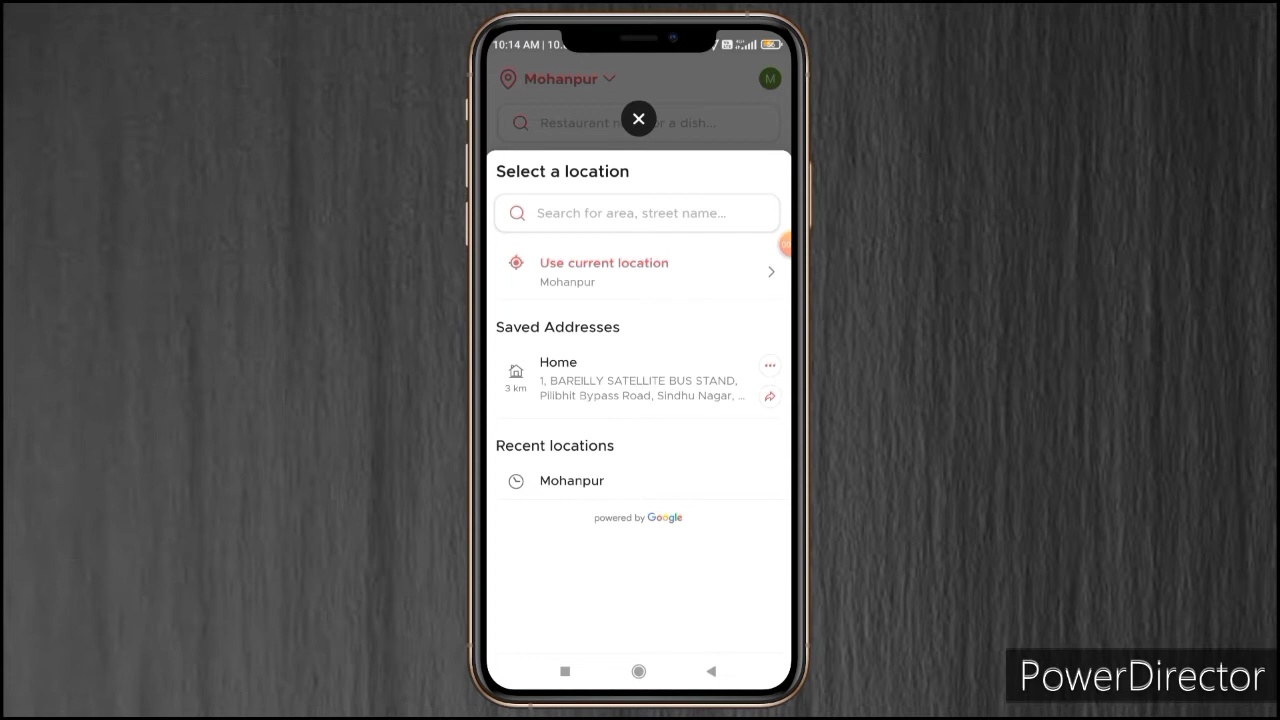 10:14 AM | 10.
Mohanpur
M
Restaurant n r a dish...
Select a location
Search for area, street name...
Use current location
Mohanpur
Saved Addresses
Home
3 km
1, BAREILLY SATELLITE BUS STAND,
Pilibhit Bypass Road, Sindhu Nagar, ...
Recent locations
Mohanpur
powered by Google
PowerDirector